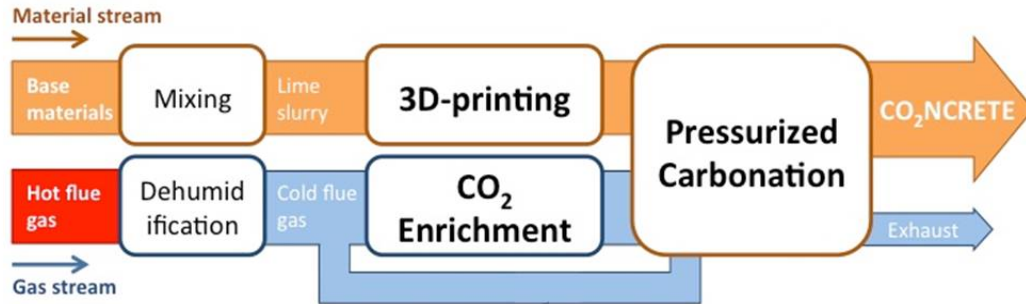 Material stream
Base
materials
Mixing
Lime
slurry
3D-printing
Pressurized
Carbonation
CO₂NCRETE
Hot flue
gas
Dehumid
ification
Cold flue
gas
CO₂
Enrichment
Exhaust
Gas stream